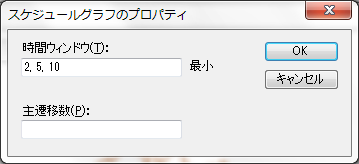 スケジュールグラフのプロパティ
時間ウィンドウ(T):
2, 5, 10
最小
主遷移数(P):
OK
キャンセル